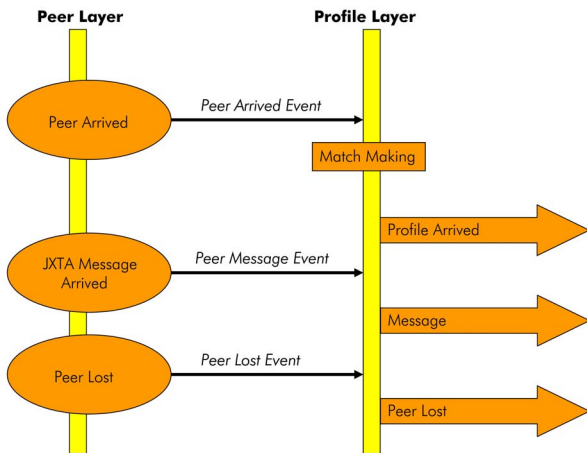 Peer Layer
Profile Layer
Peer Arrived
Peer Arrived Event
Match Making
Profile Arrived
JXTA Message
Arrived
Peer Message Event
Message
Peer Lost
Peer Lost Event
Peer Lost